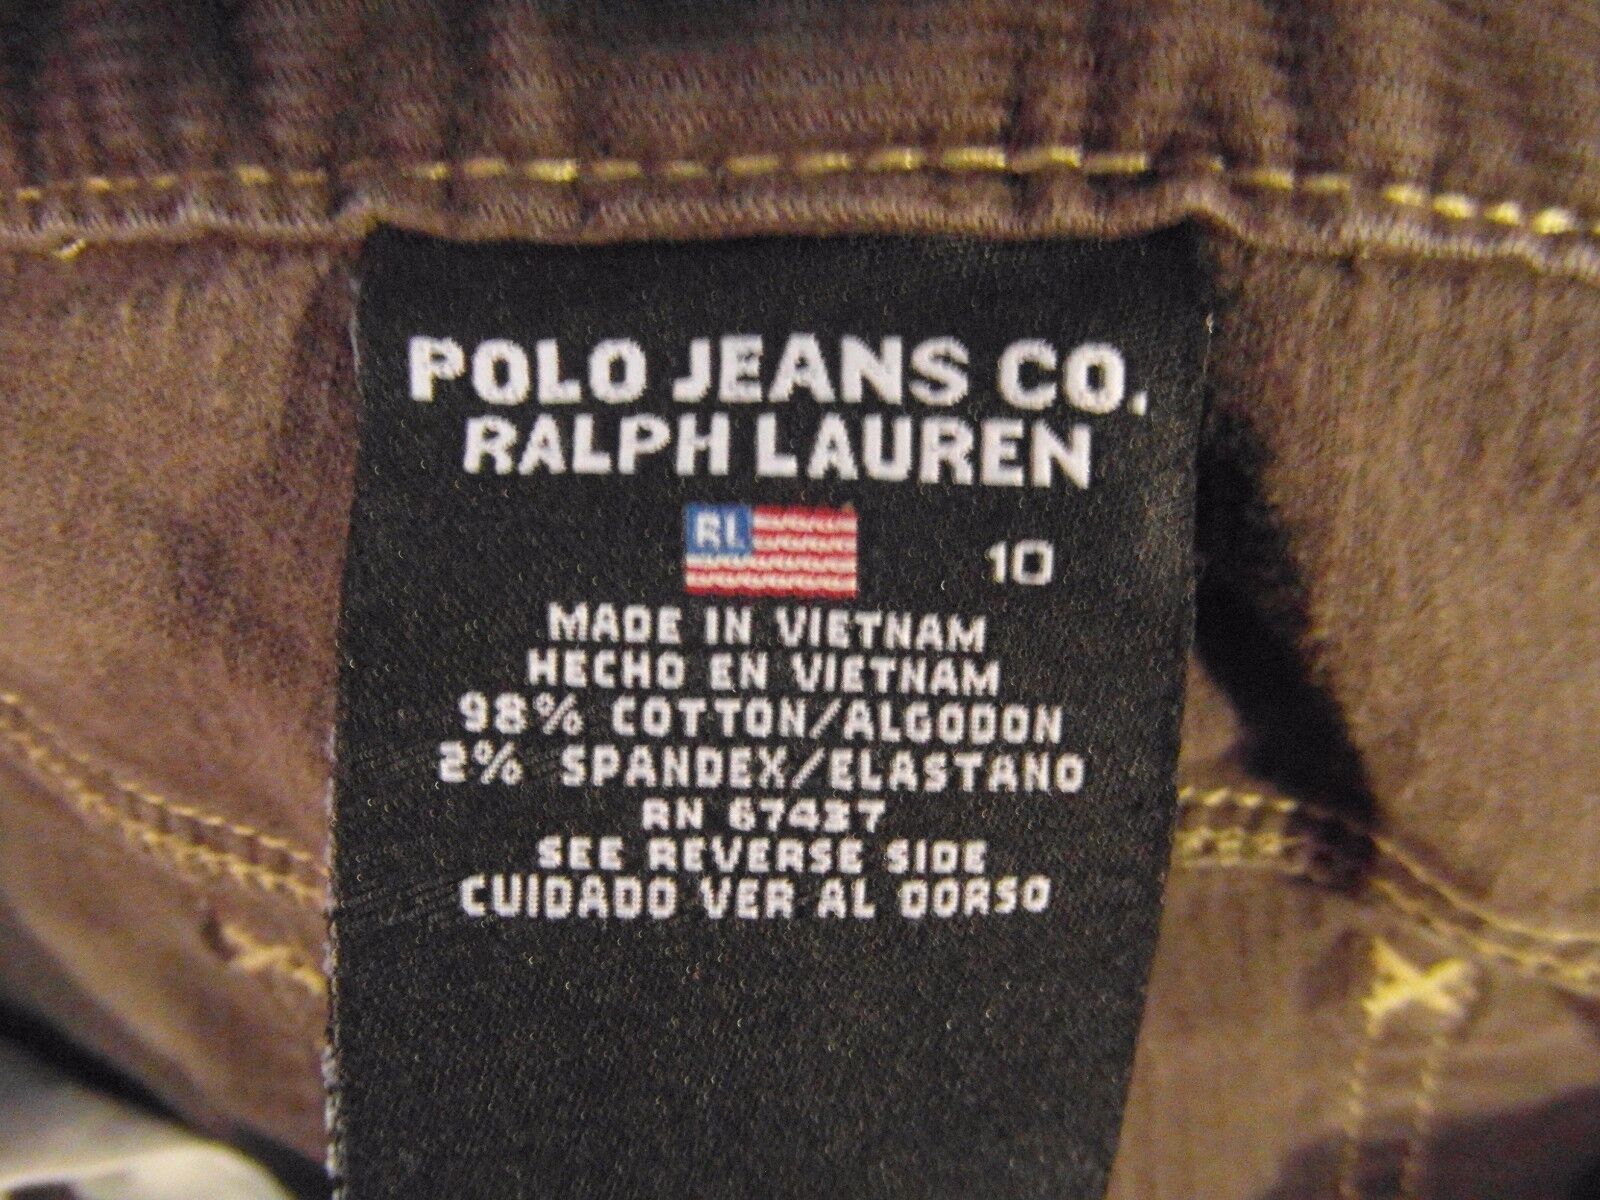 POLO JEANS CO.
RALPH LAUREN
RL 10
MADE IN VIETNAM
HECHO EN VIETNAM
98% COTTON/ALGODON
2% SPANDEX/ELASTANO
RN 67437
SEE REVERSE SIDE
CUIDADO VER AL DORSO